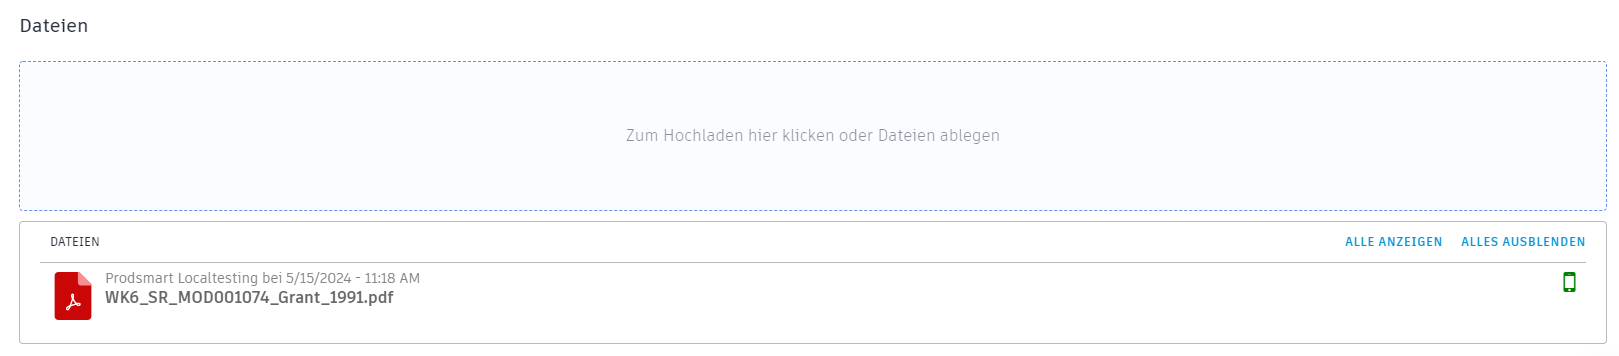 Dateien
Zum Hochladen hier klicken oder Dateien ablegen
DATEIEN
ALLE ANZEIGEN ALLES AUSBLENDEN
Prodsmart Localtesting bei 5/15/2024 - 11:18 AM
WK6_SR_MOD001074_Grant_1991.pdf